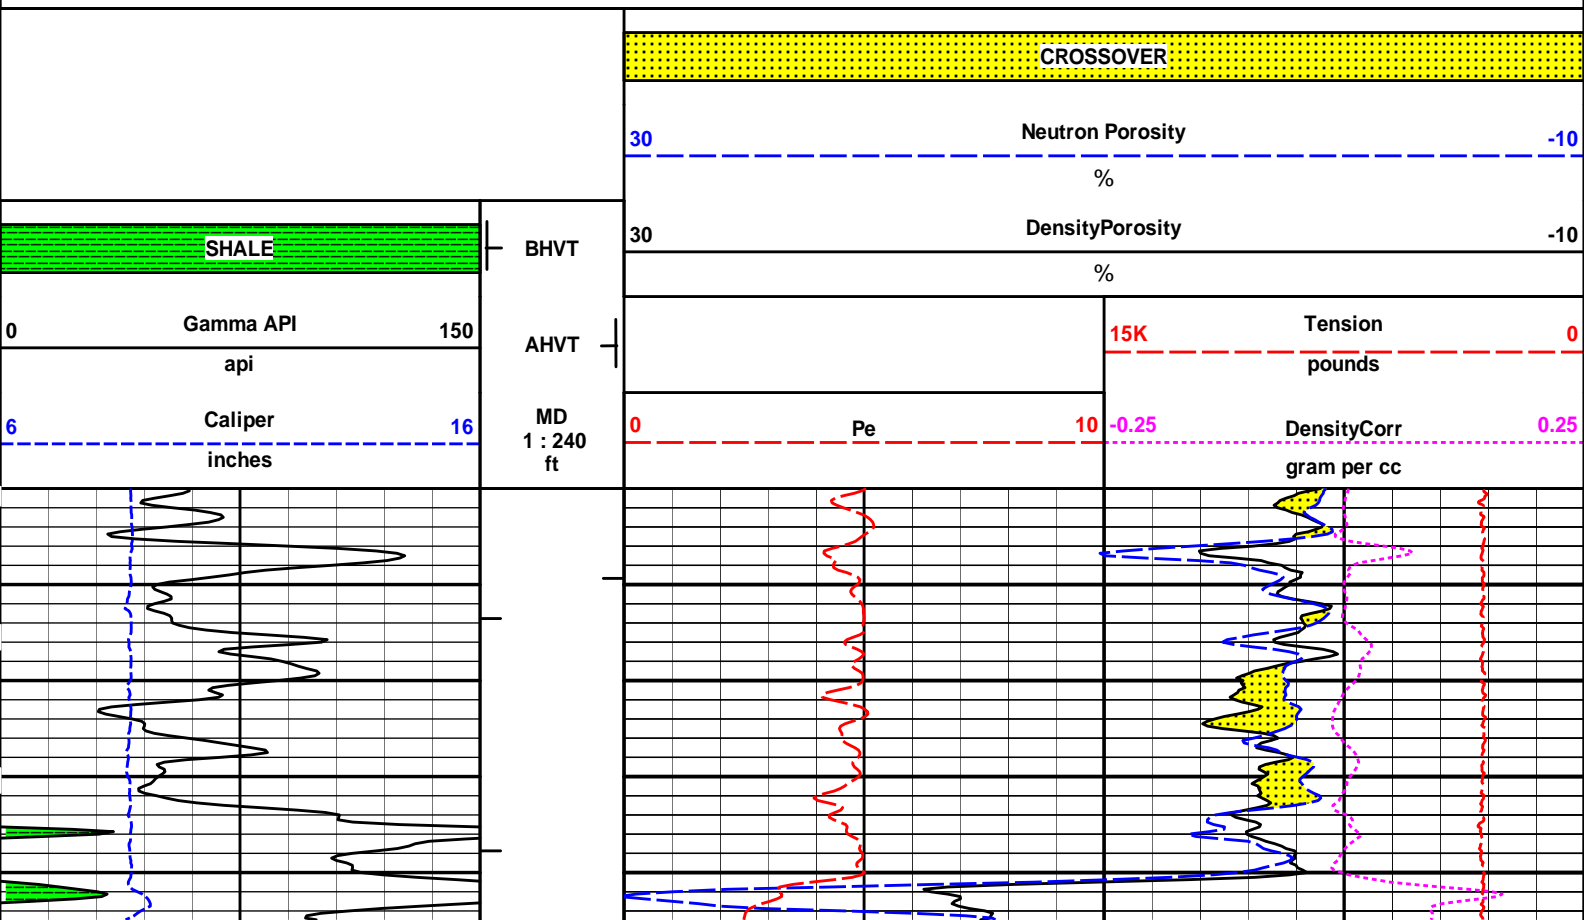 CROSSOVER
30 Neutron Porosity -10
%
30 DensityPorosity -10
%
SHALE
BHVT
0 Gamma API 150
api
AHVT
15K Tension 0
pounds
6 Caliper 16
inches
MD
1 : 240
ft
0 Pe 10
-0.25 DensityCorr 0.25
gram per cc